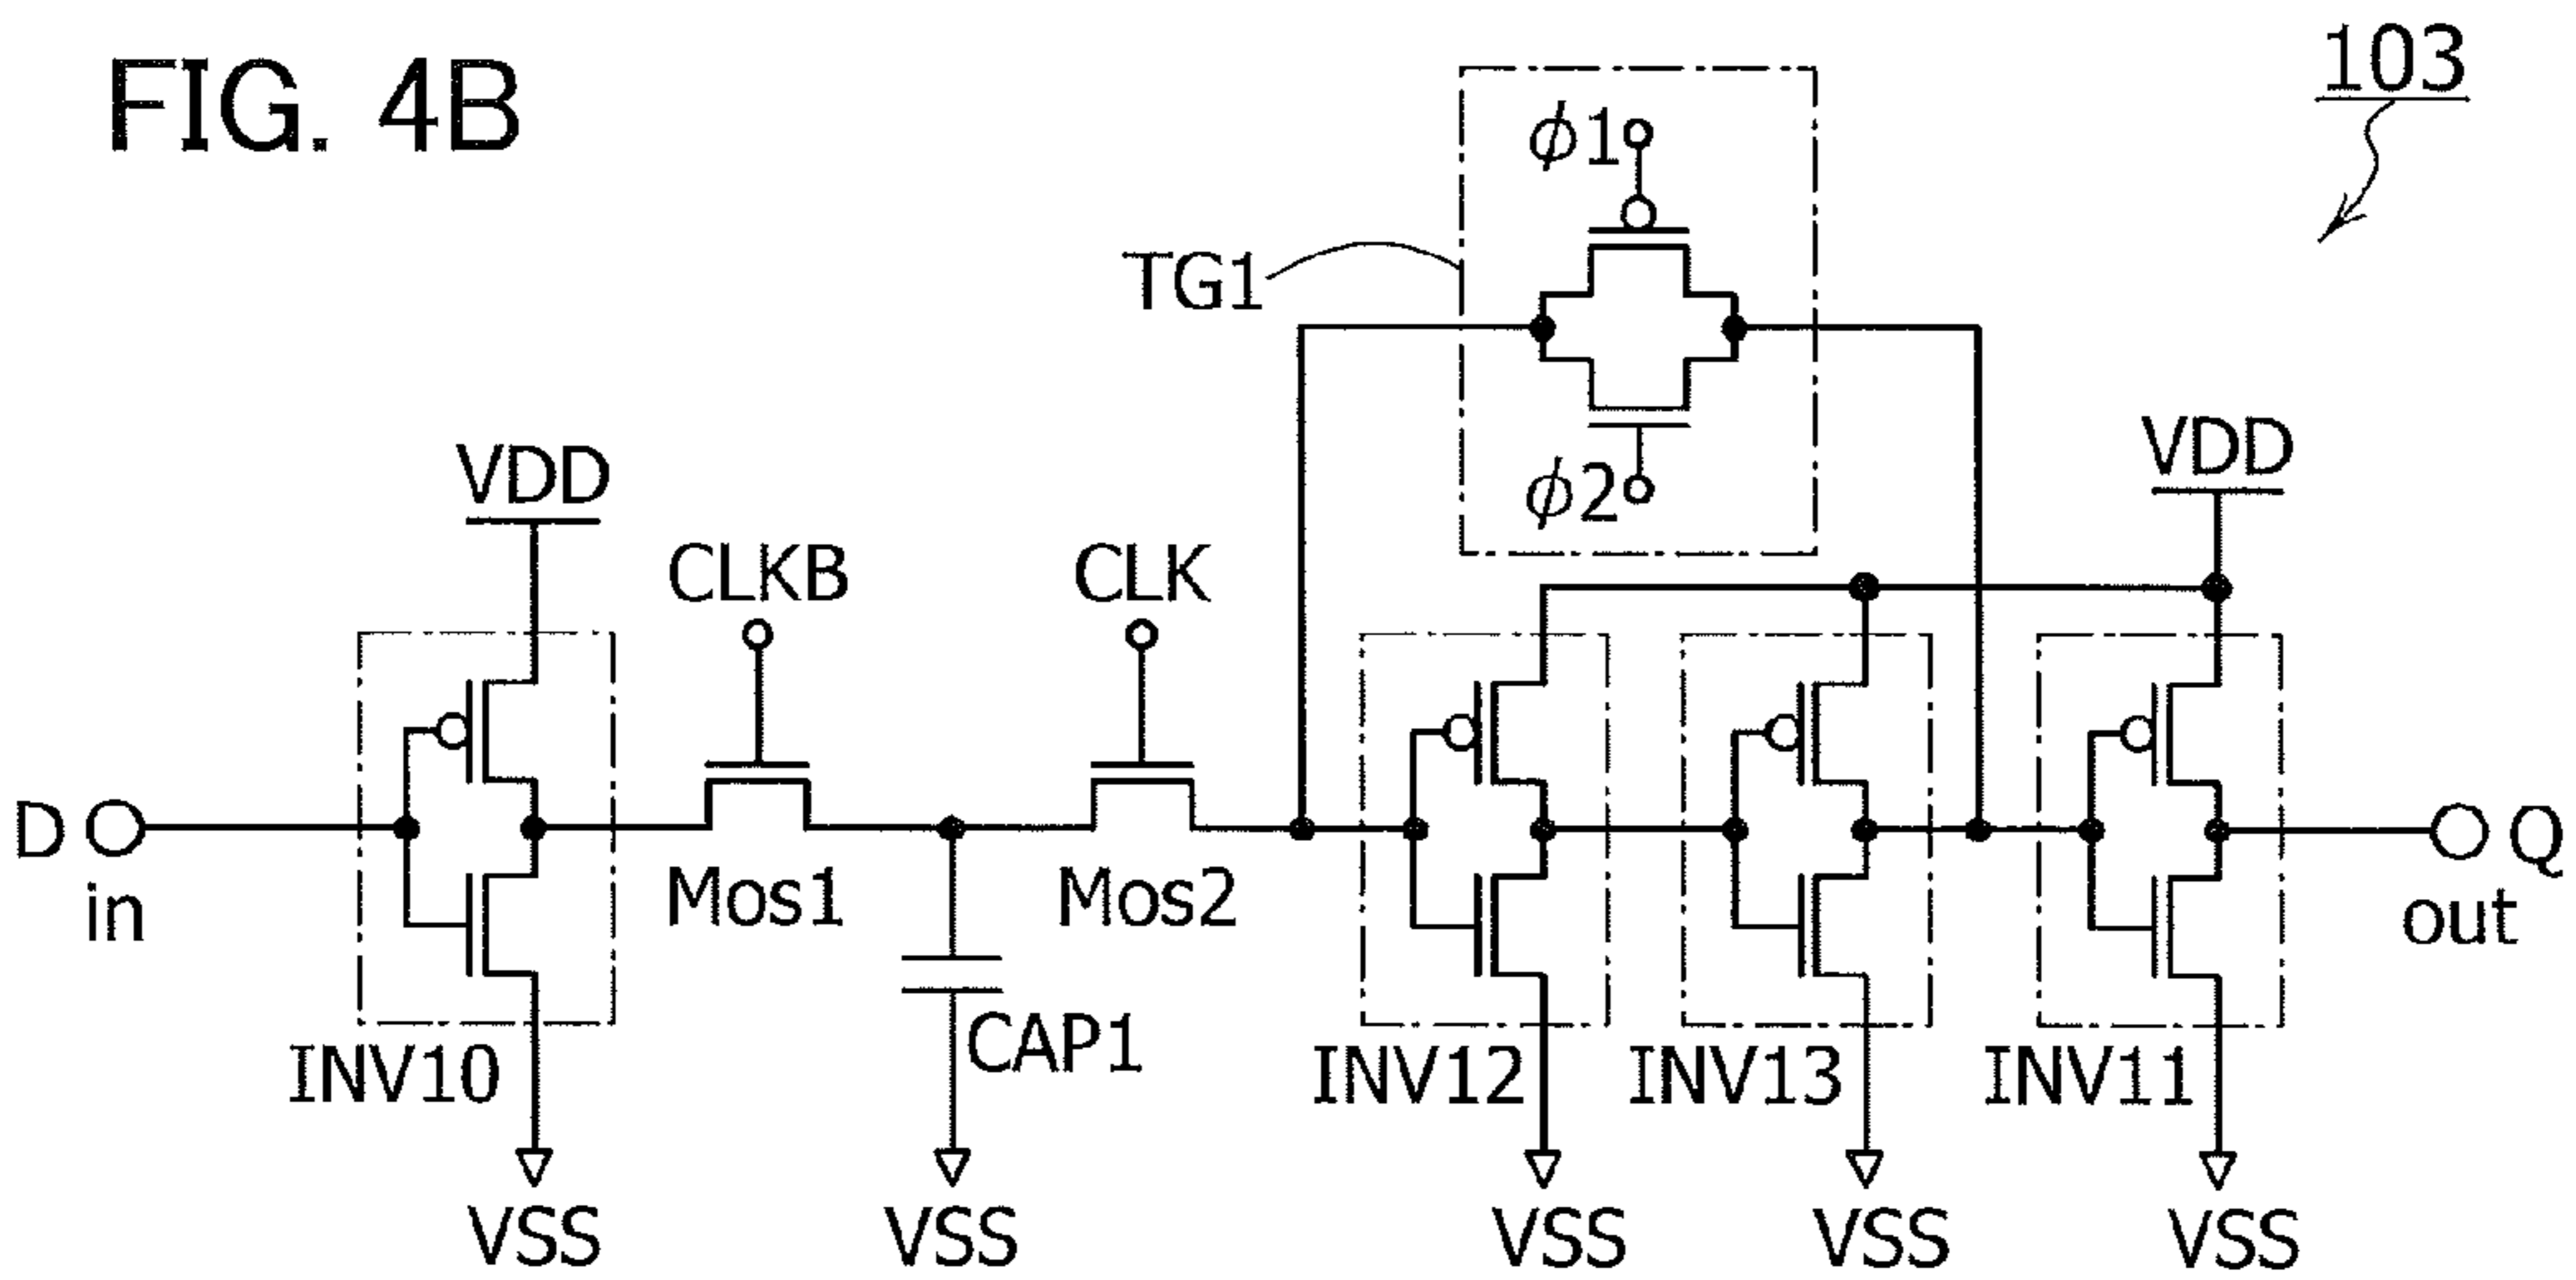 FIG. 4B
103
ϕ1
TG1
ϕ2
VDD
VDD
CLKB
CLK
D
in
Mos1
Mos2
Q
out
CAP1
INV10
INV12
INV13
INV11
VSS
VSS
VSS
VSS
VSS